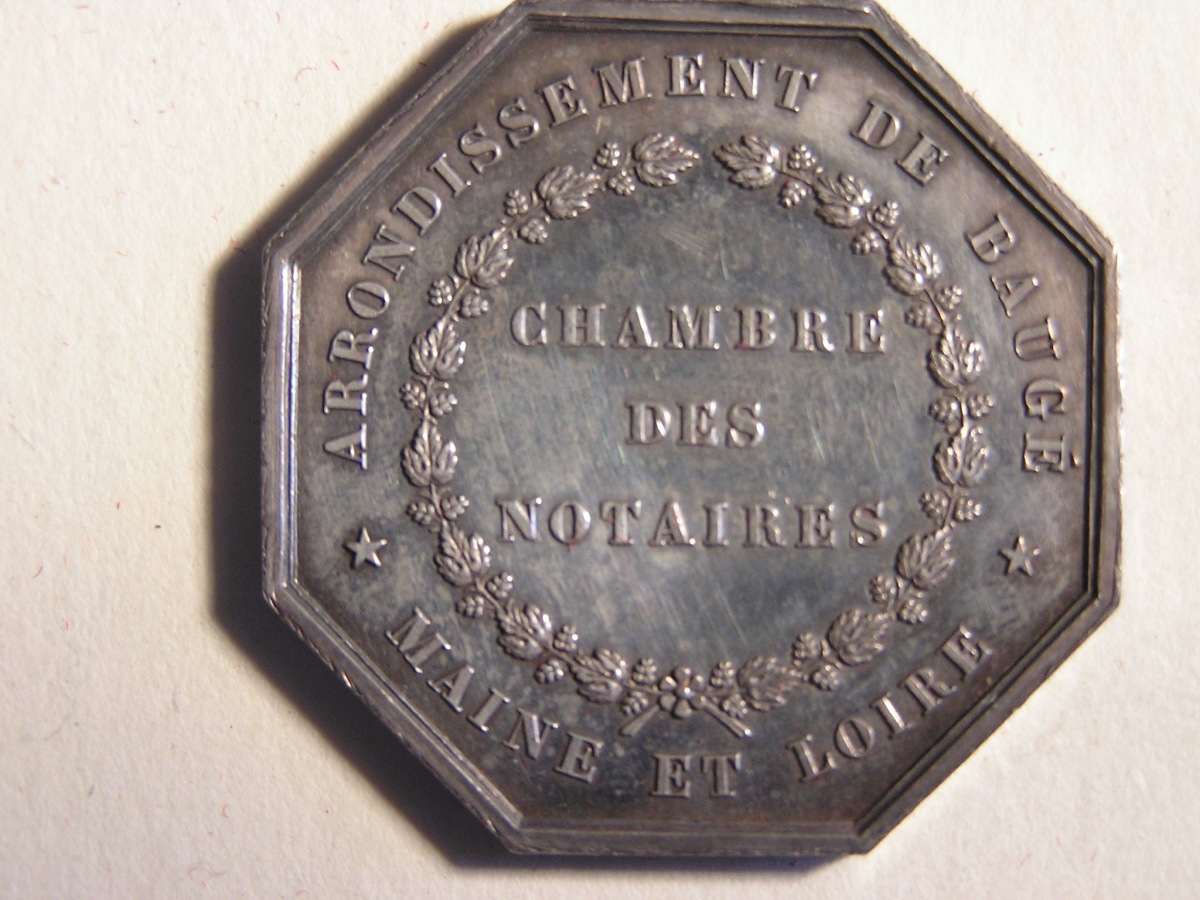 ARRONDISSEMENT DE BAUGÉ
CHAMBRE
DES
NOTAIRES
MAINE ET LOIRE